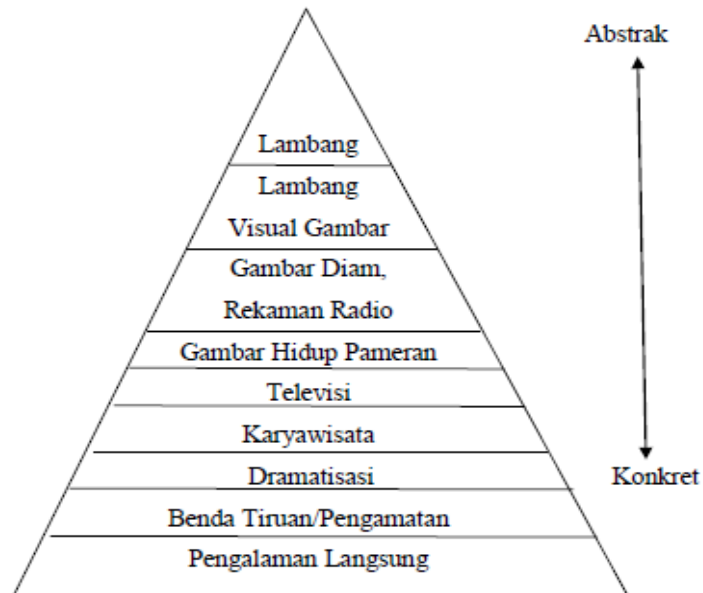 Abstrak
Lambang
Lambang
Visual Gambar
Gambar Diam,
Rekaman Radio
Gambar Hidup Pameran
Televisi
Karyawisata
Dramatisasi
Konkret
Benda Tiruan/Pengamatan
Pengalaman Langsung